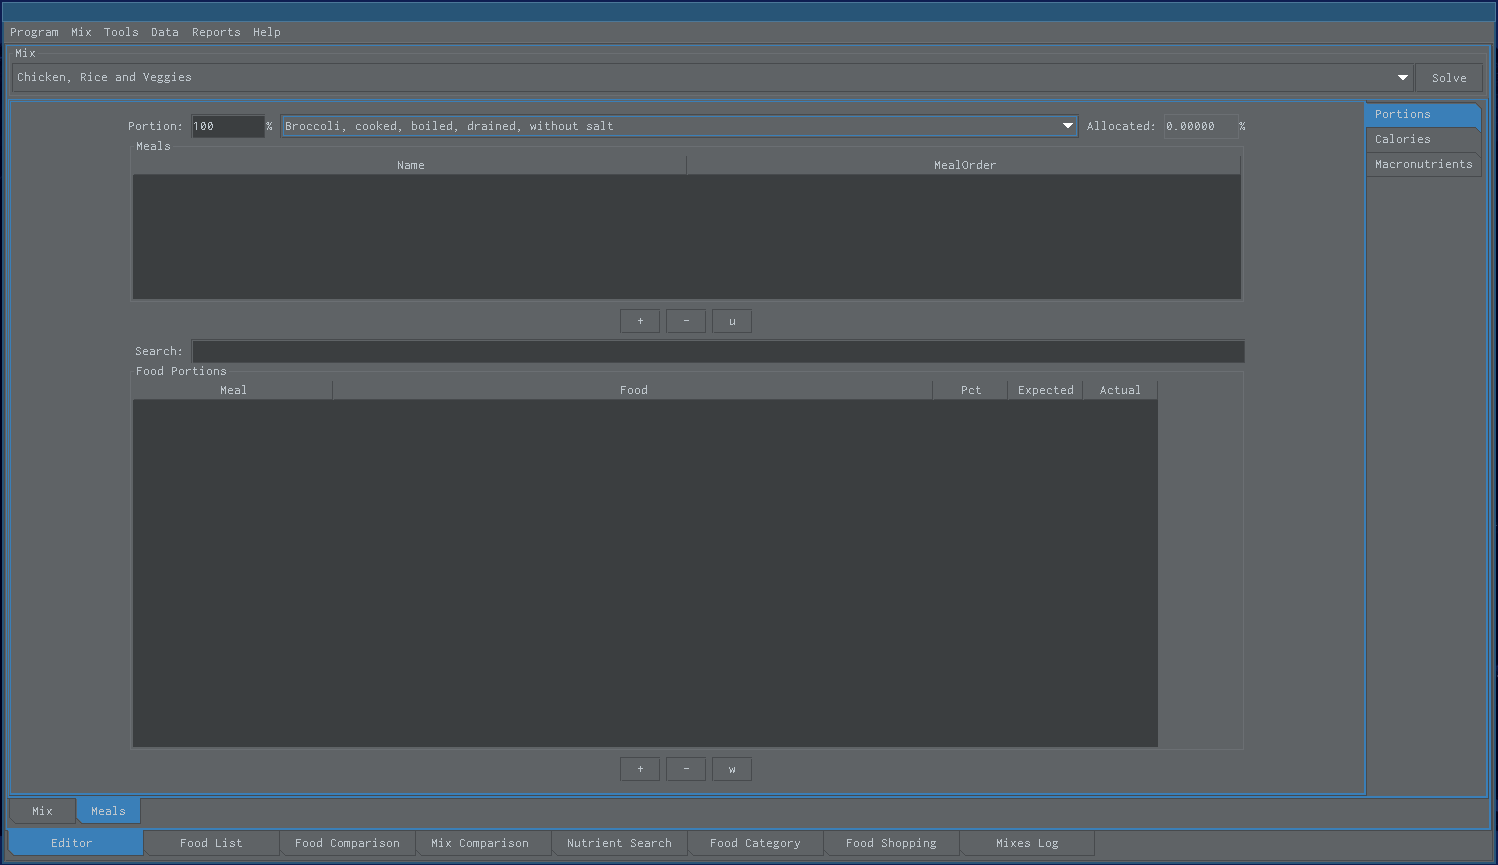 Program Mix Tools Data Reports Help
Mix
Chicken, Rice and Veggies Solve
Portion: 100 % Broccoli, cooked, boiled, drained, without salt Allocated: 0.00000 %
Portions
Calories
Macronutrients
Meals
Name MealOrder
+ - u
Search:
Food Portions
Meal Food Pct Expected Actual
+ - w
Mix Meals
Editor Food List Food Comparison Mix Comparison Nutrient Search Food Category Food Shopping Mixes Log